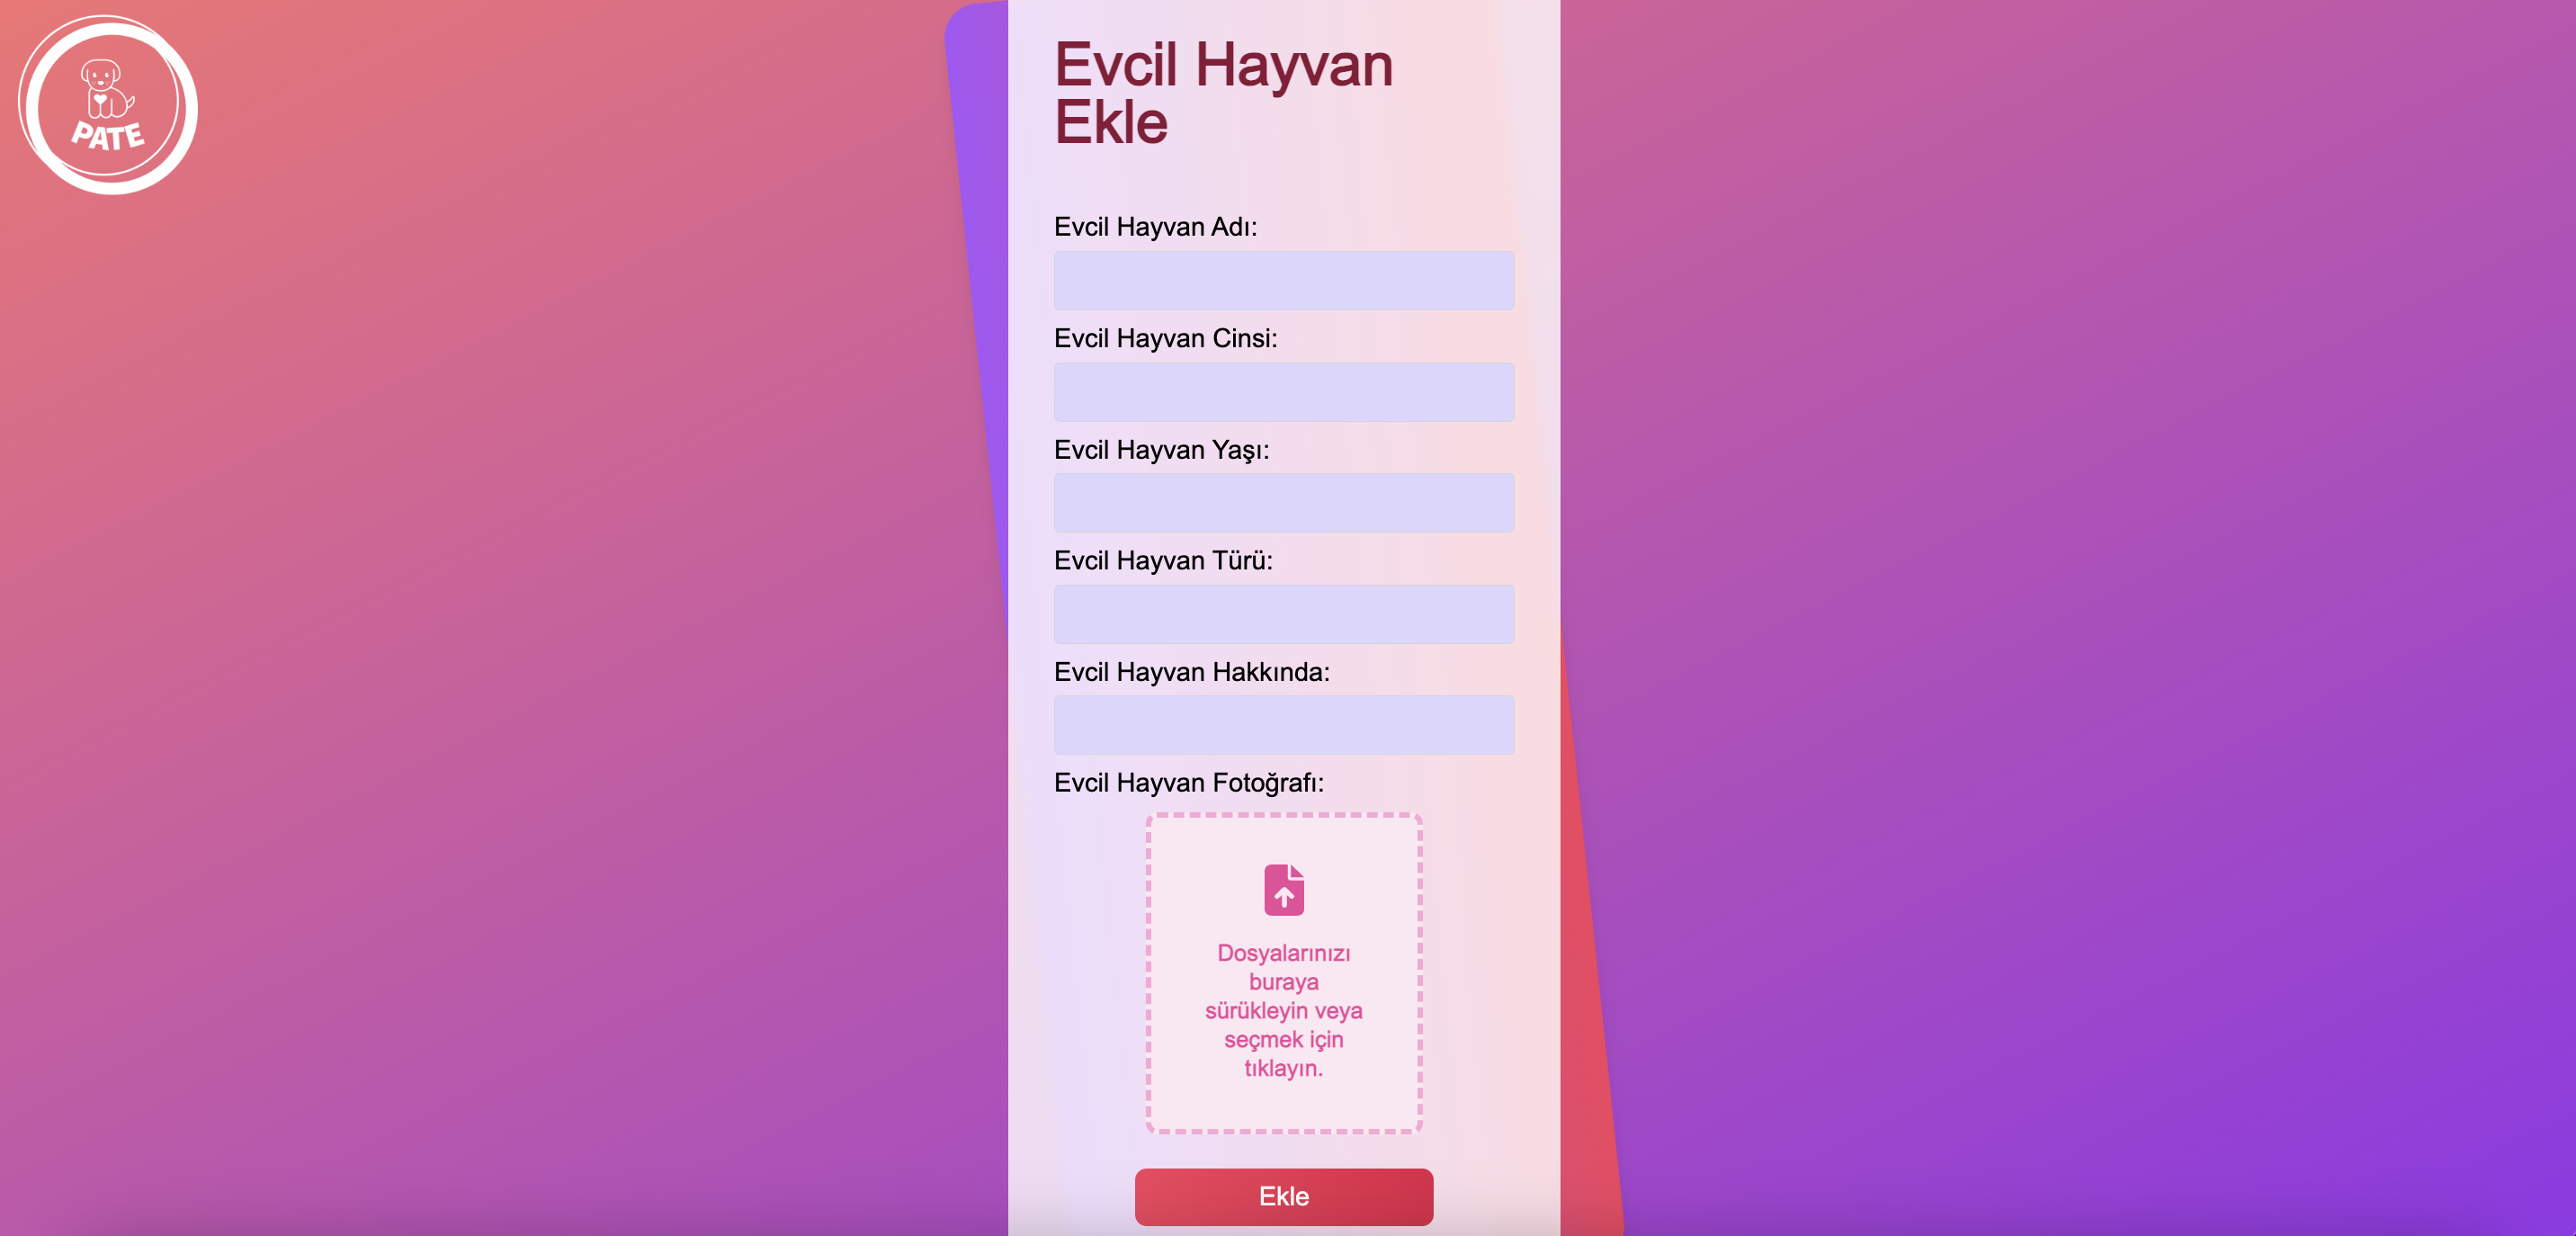 PATE
Evcil Hayvan
Ekle
Evcil Hayvan Adı:
Evcil Hayvan Cinsi:
Evcil Hayvan Yaşı:
Evcil Hayvan Türü:
Evcil Hayvan Hakkında:
Evcil Hayvan Fotoğrafı:
Dosyalarınızı
buraya
sürükleyin veya
seçmek için
tıklayın.
Ekle